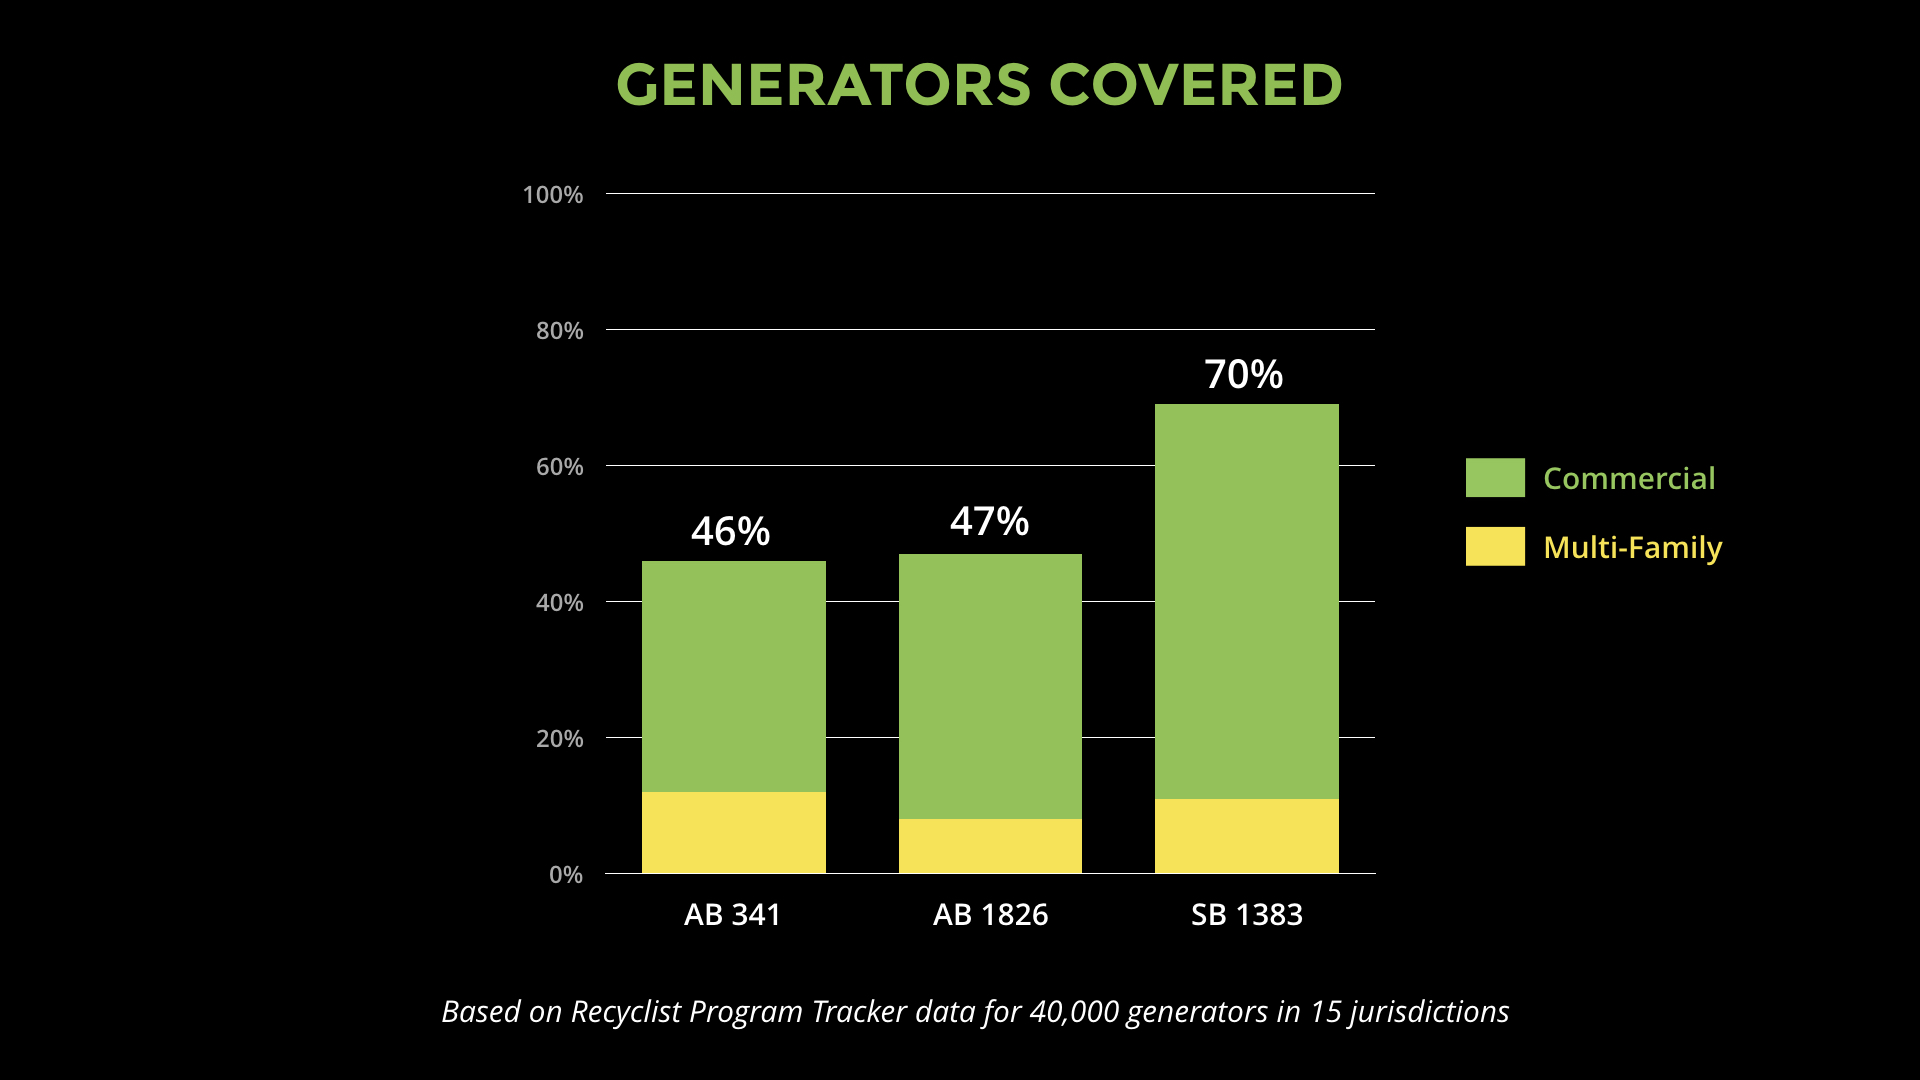 GENERATORS COVERED
100%
80%
60%
40%
20%
0%
46%
47%
70%
AB 341
AB 1826
SB 1383
Commercial
Multi-Family
Based on Recyclist Program Tracker data for 40,000 generators in 15 jurisdictions